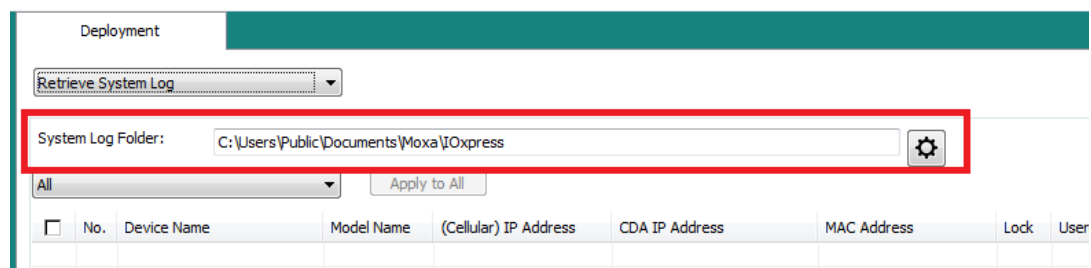 Deployment
Retrieve System Log
System Log Folder: C:\Users\Public\Documents\Moxa\IOxpress
All Apply to All
No. Device Name Model Name (Cellular) IP Address CDA IP Address MAC Address Lock User